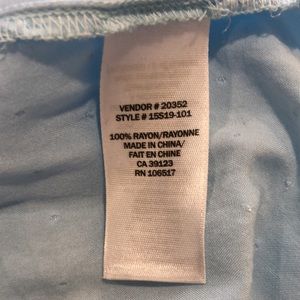 VENDOR # 20352
STYLE # 15S19-101
100% RAYON/RAYONNE
MADE IN CHINA/
FAIT EN CHINE
CA 39123
RN 106517